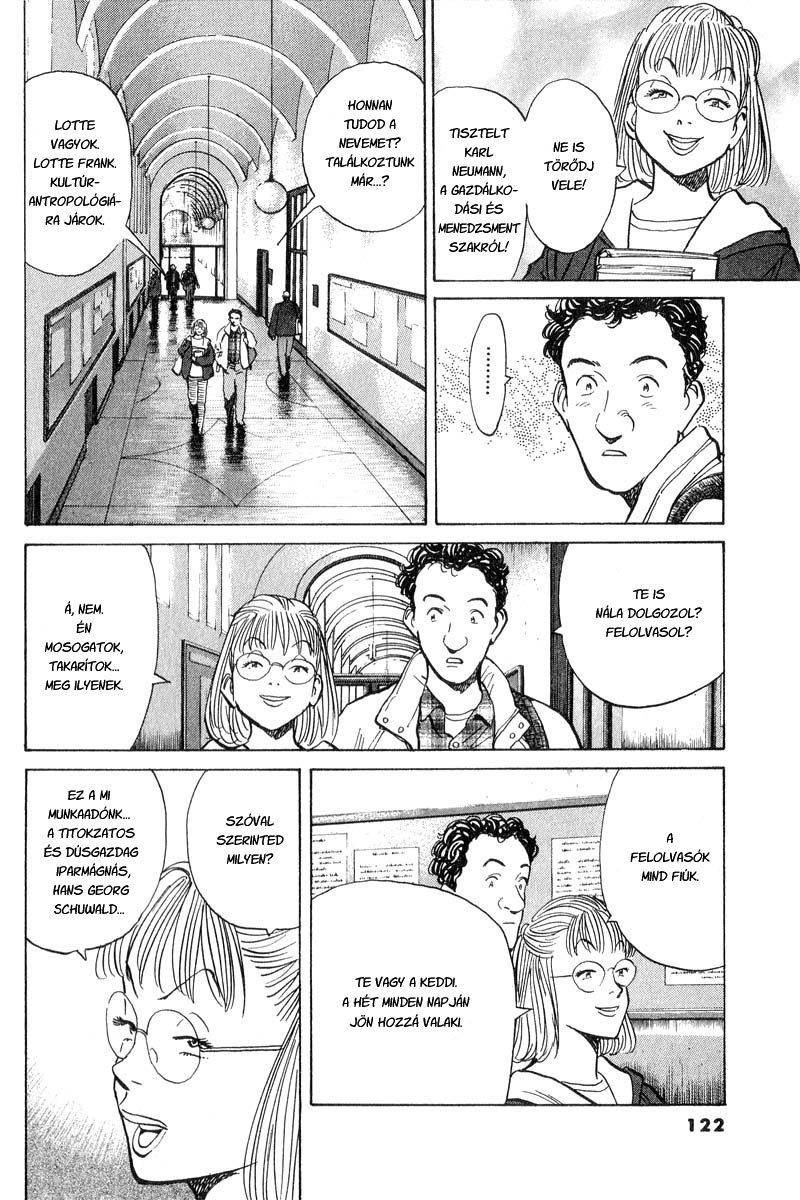 NE IS
TÖRŐDJ
VELE!
TISZTELT
KARL
NEUMANN,
A GAZDÁLKO-
DÁSI ÉS
MENEDZSMENT
SZAKRÓL!
........
HONNAN
TUDOD A
NEVEMET?
TALÁLKOZTUNK
MÁR...?
LOTTE
VAGYOK.
LOTTE FRANK.
KULTÚR-
ANTROPOLÓGIÁ-
RA JÁROK.
TE IS
NÁLA DOLGOZOL?
FELOLVASOL?
Á, NEM.
ÉN
MOSOGATOK,
TAKARÍTOK...
MEG ILYENEK.
A
FELOLVASÓK
MIND FIÚK.
TE VAGY A KEDDI.
A HÉT MINDEN NAPJÁN
JÖN HOZZÁ VALAKI.
SZÓVAL
SZERINTED
MILYEN?
EZ A MI
MUNKAADÓNK...
A TITOKZATOS
ÉS DÚSGAZDAG
IPARMÁGNÁS,
HANS GEORG
SCHUWALD...
122